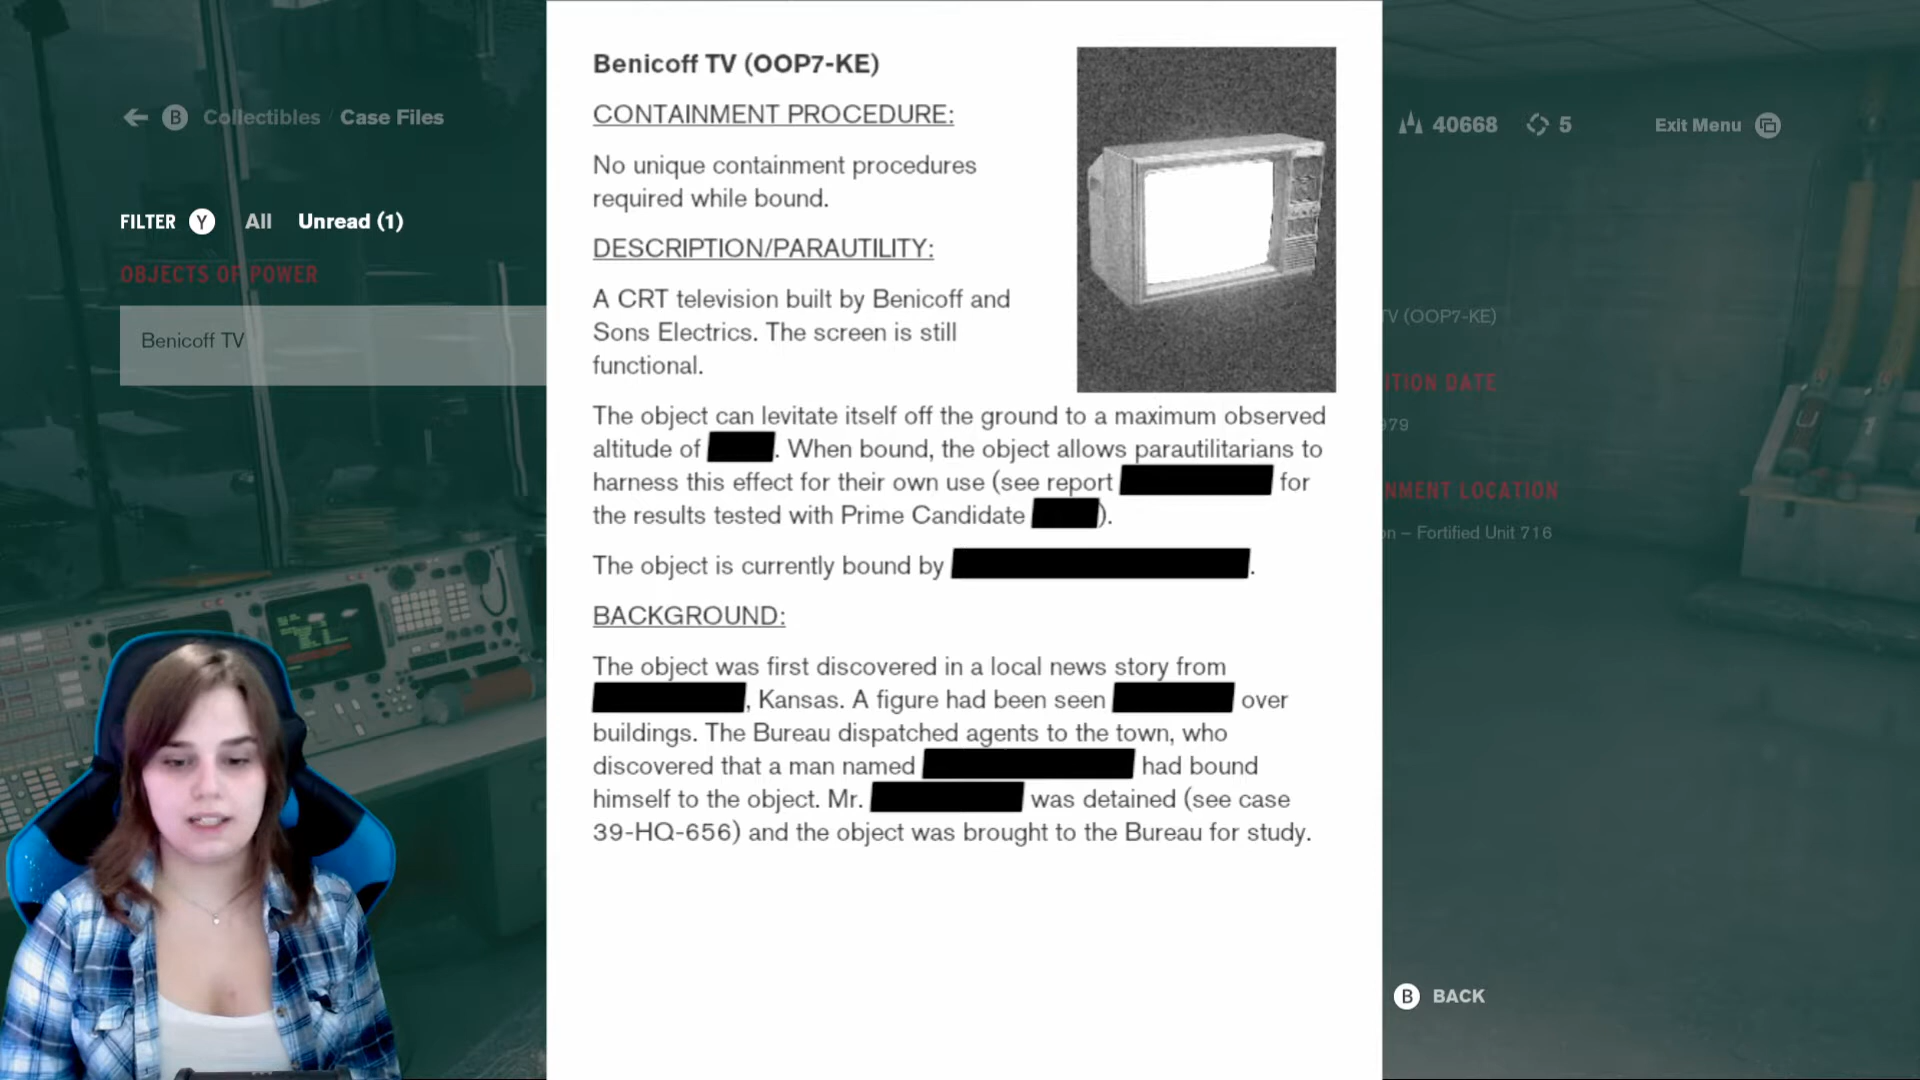 Collectibles / Case Files
FILTER Y All Unread (1)
OBJECTS OF POWER
Benicoff TV
Benicoff TV (OOP7-KE)
CONTAINMENT PROCEDURE:
No unique containment procedures
required while bound.
DESCRIPTION/PARAUTILITY:
A CRT television built by Benicoff and
Sons Electrics. The screen is still
functional.
The object can levitate itself off the ground to a maximum observed
altitude of . When bound, the object allows parautilitarians to
harness this effect for their own use (see report for
the results tested with Prime Candidate ).
The object is currently bound by .
BACKGROUND:
The object was first discovered in a local news story from
, Kansas. A figure had been seen over
buildings. The Bureau dispatched agents to the town, who
discovered that a man named had bound
himself to the object. Mr. was detained (see case
39-HQ-656) and the object was brought to the Bureau for study.
B
40668
5
Exit Menu
TV (OOP7-KE)
ITION DATE
979
NMENT LOCATION
on – Fortified Unit 716
B BACK